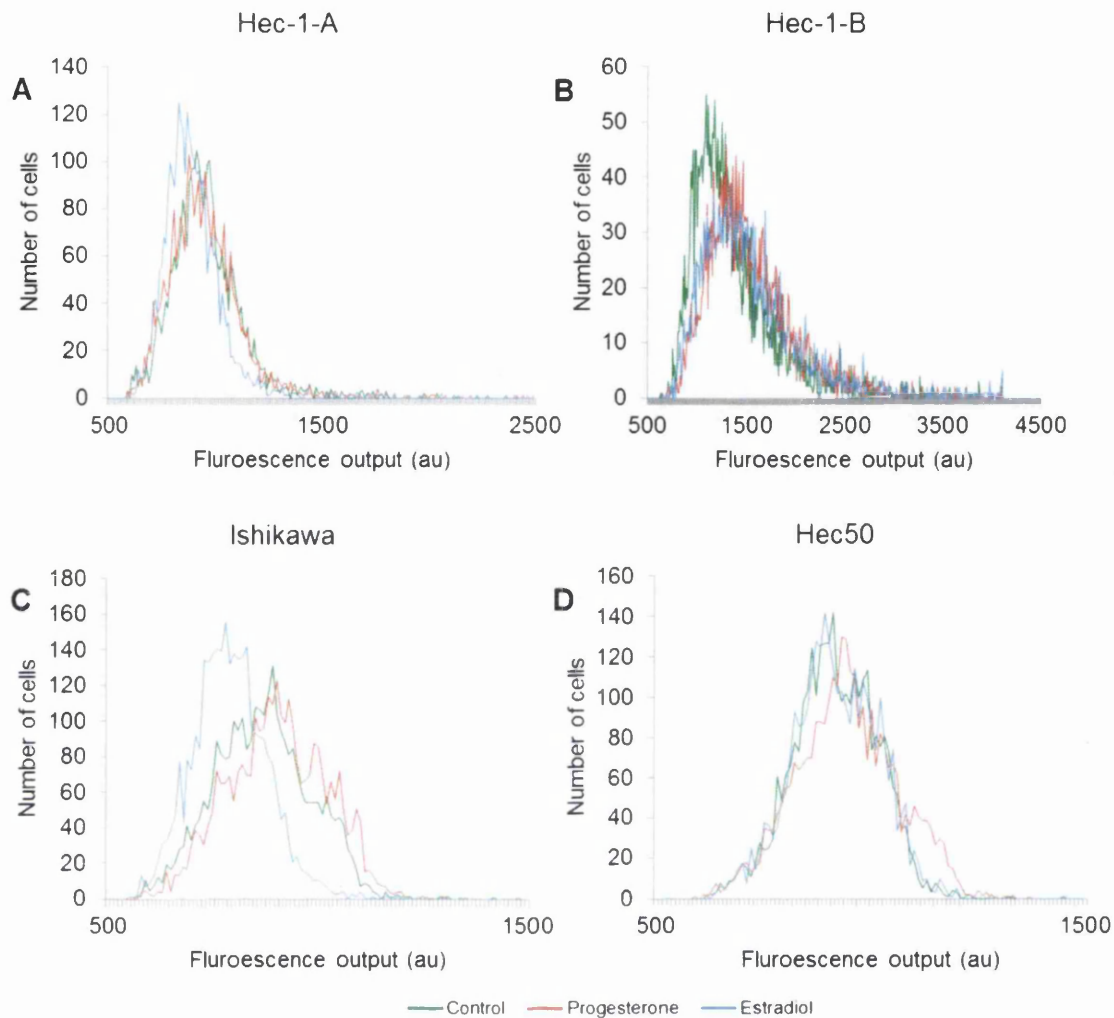 Hec-1-A
Hec-1-B
A
140
120
100
80
60
40
20
0
Number of cells
500 1500 2500
Fluroescence output (au)
B
60
50
40
30
20
10
0
Number of cells
500 1500 2500 3500 4500
Fluroescence output (au)
Ishikawa
Hec50
C
180
160
140
120
100
80
60
40
20
0
Number of cells
500 1500
Fluroescence output (au)
D
160
140
120
100
80
60
40
20
0
Number of cells
500 1500
Fluroescence output (au)
Control Progesterone Estradiol